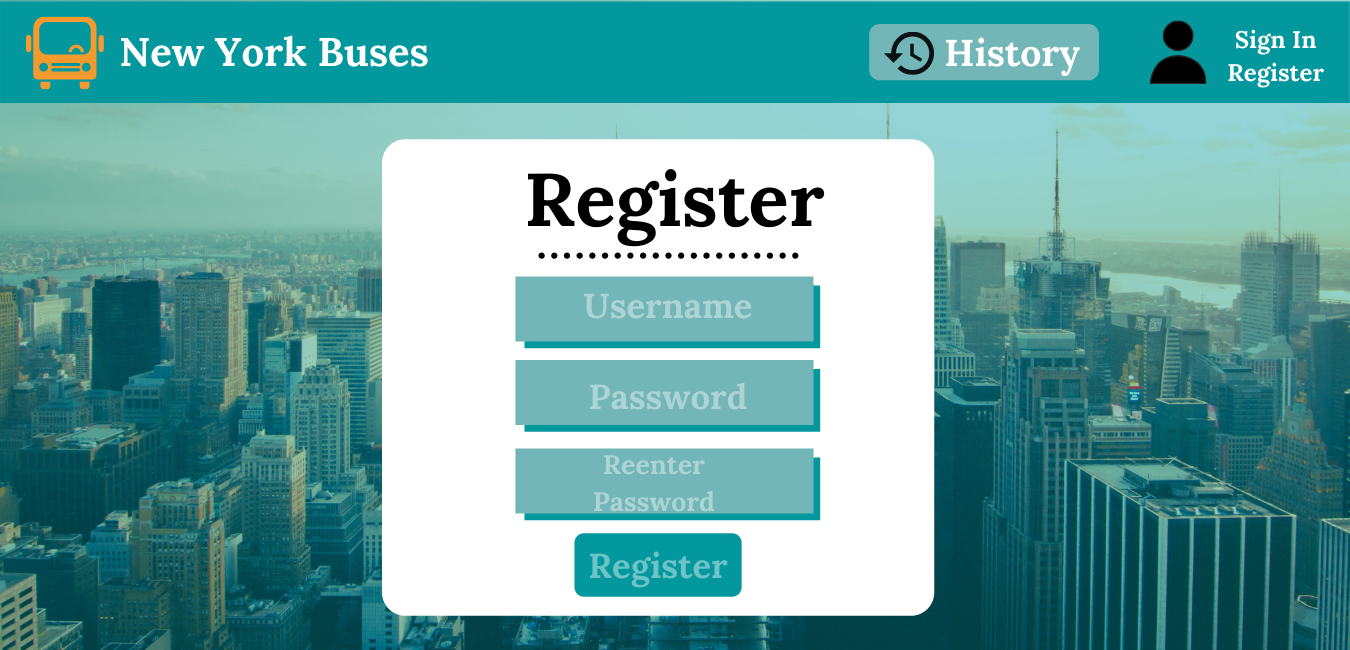 New York Buses
History
Sign In
Register
Register
Username
Password
Reenter
Password
Register